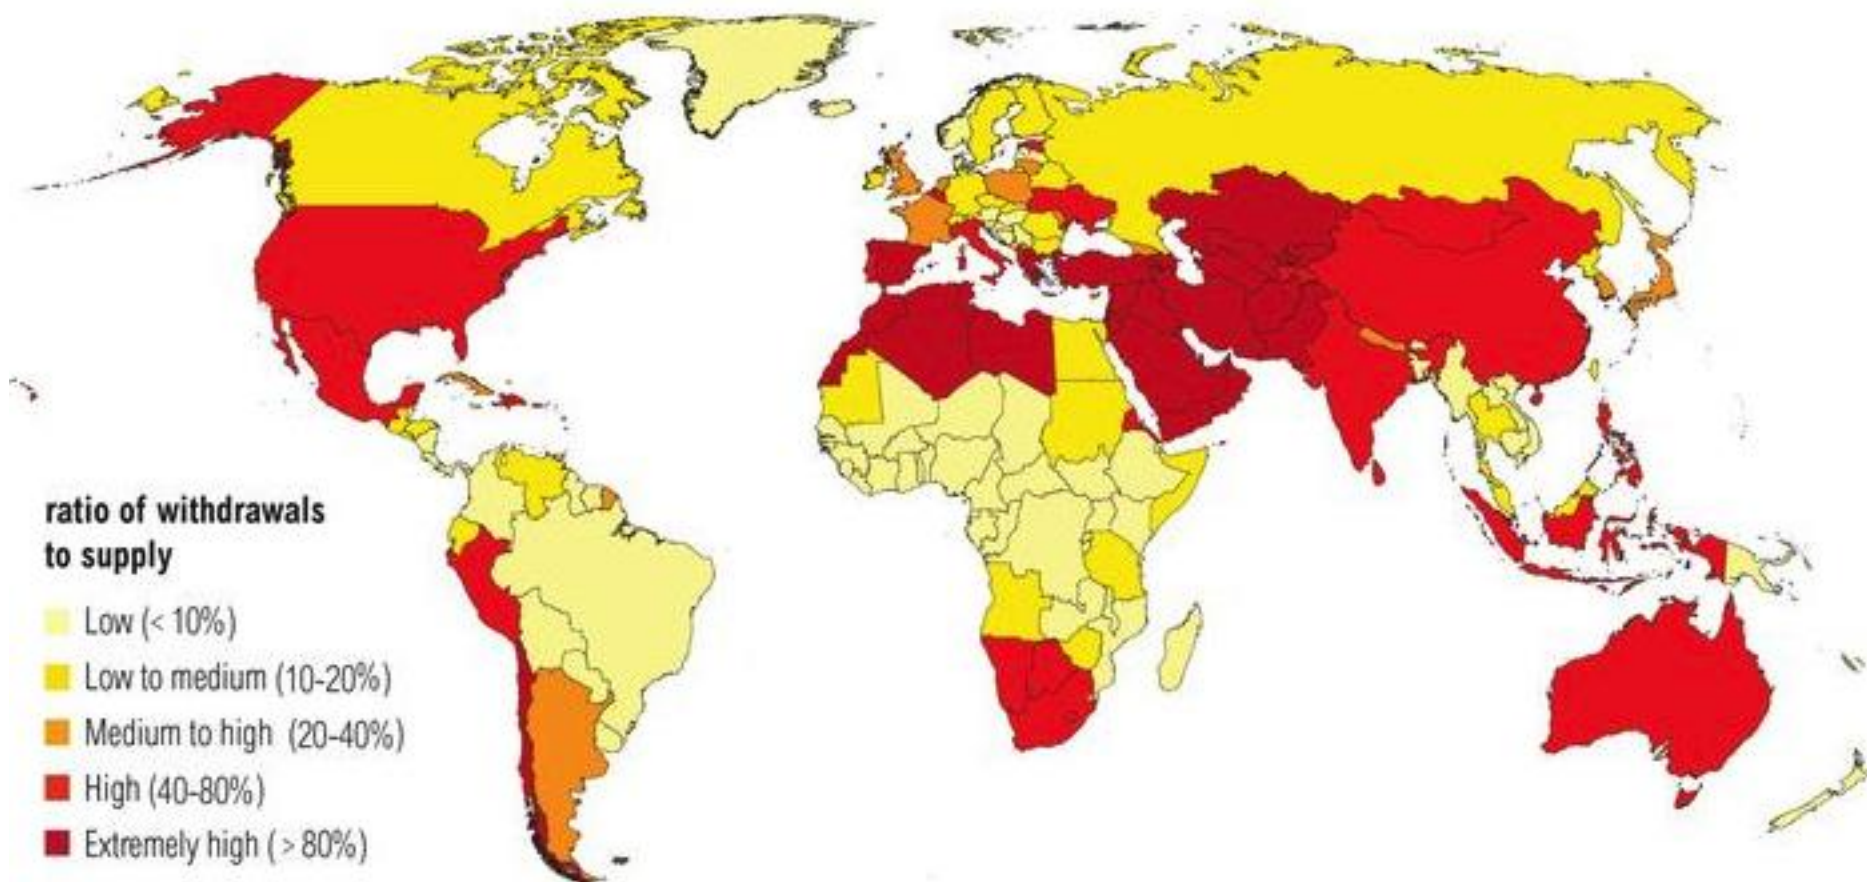 ratio of withdrawals
to supply
Low (< 10%)
Low to medium (10-20%)
Medium to high (20-40%)
High (40-80%)
Extremely high ( > 80%)